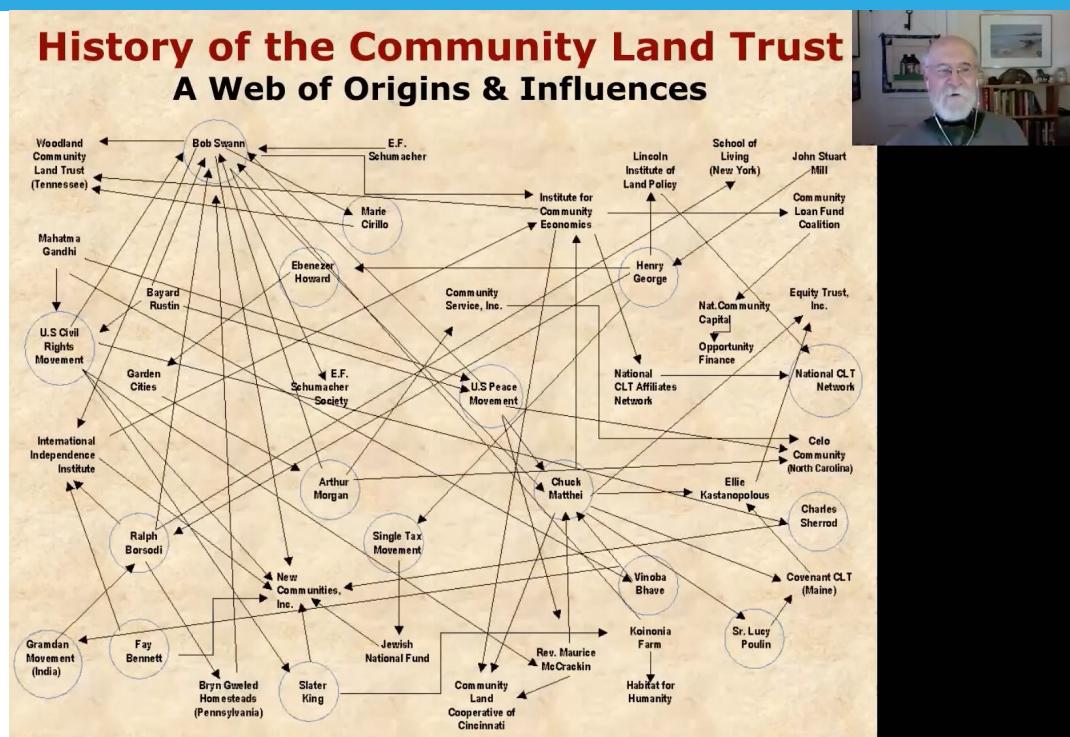 History of the Community Land Trust
A Web of Origins & Influences
Woodland
Community
Land Trust
(Tennessee)
Bob Swann
E.F.
Schumacher
Lincoln
Institute of
Land Policy
School of
Living
(New York)
John Stuart
Mill
Marie
Cirillo
Institute for
Community
Economics
Community
Loan Fund
Coalition
Mahatma
Gandhi
Ebenezer
Howard
Henry
George
Bayard
Rustin
Community
Service, Inc.
Nat.Community
Capital
Equity Trust,
Inc.
U.S Civil
Rights
Movement
Opportunity
Finance
Garden
Cities
E.F.
Schumacher
Society
U.S Peace
Movement
National
CLT Affiliates
Network
National CLT
Network
International
Independence
Institute
Celo
Community
(North Carolina)
Arthur
Morgan
Chuck
Matthei
Ellie
Kastanopolous
Charles
Sherrod
Ralph
Borsodi
Single Tax
Movement
New
Communities,
Inc.
Vinoba
Bhave
Covenant CLT
(Maine)
Gramdan
Movement
(India)
Fay
Bennett
Jewish
National Fund
Rev. Maurice
McCrackin
Koinonia
Farm
Sr. Lucy
Poulin
Bryn Gweled
Homesteads
(Pennsylvania)
Slater
King
Community
Land
Cooperative of
Cincinnati
Habitat for
Humanity